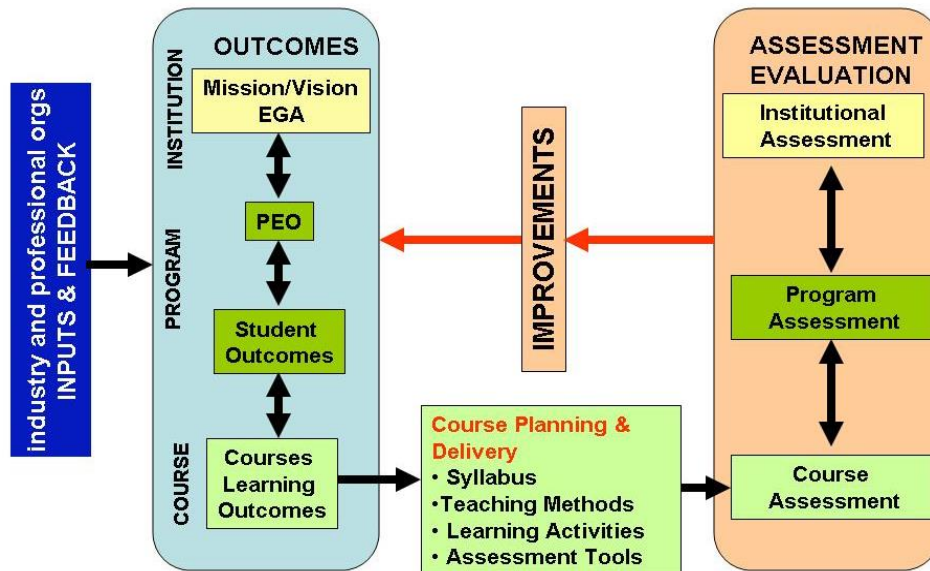 industry and professional orgs
INPUTS & FEEDBACK
OUTCOMES
INSTITUTION
Mission/Vision
EGA
PROGRAM
PEO
Student
Outcomes
COURSE
Courses
Learning
Outcomes
IMPROVEMENTS
Course Planning &
Delivery
• Syllabus
•Teaching Methods
• Learning Activities
• Assessment Tools
ASSESSMENT
EVALUATION
Institutional
Assessment
Program
Assessment
Course
Assessment